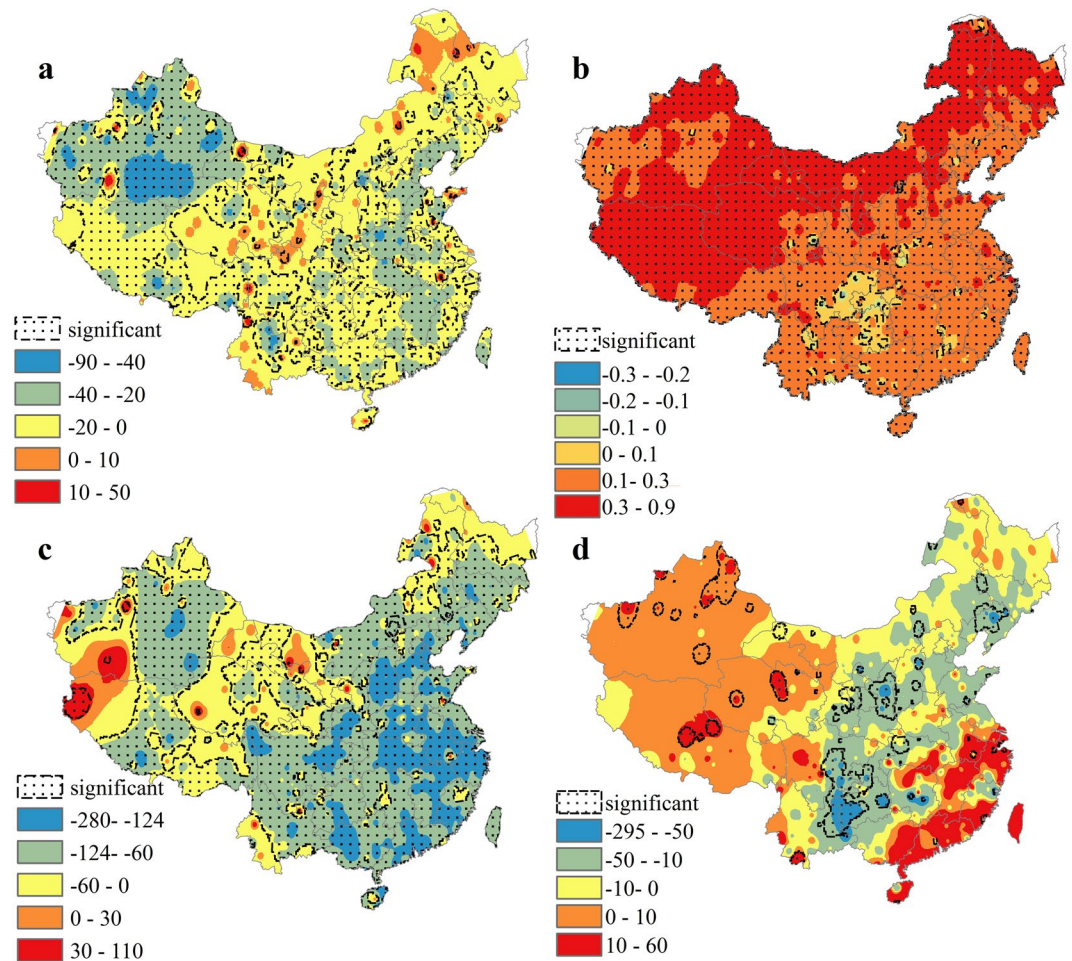 a
significant
-90 - -40
-40 - -20
-20 - 0
0 - 10
10 - 50
b
significant
-0.3 - -0.2
-0.2 - -0.1
-0.1 - 0
0 - 0.1
0.1- 0.3
0.3 - 0.9
c
significant
-280- -124
-124- -60
-60 - 0
0 - 30
30 - 110
d
significant
-295 - -50
-50 - -10
-10- 0
0 - 10
10 - 60